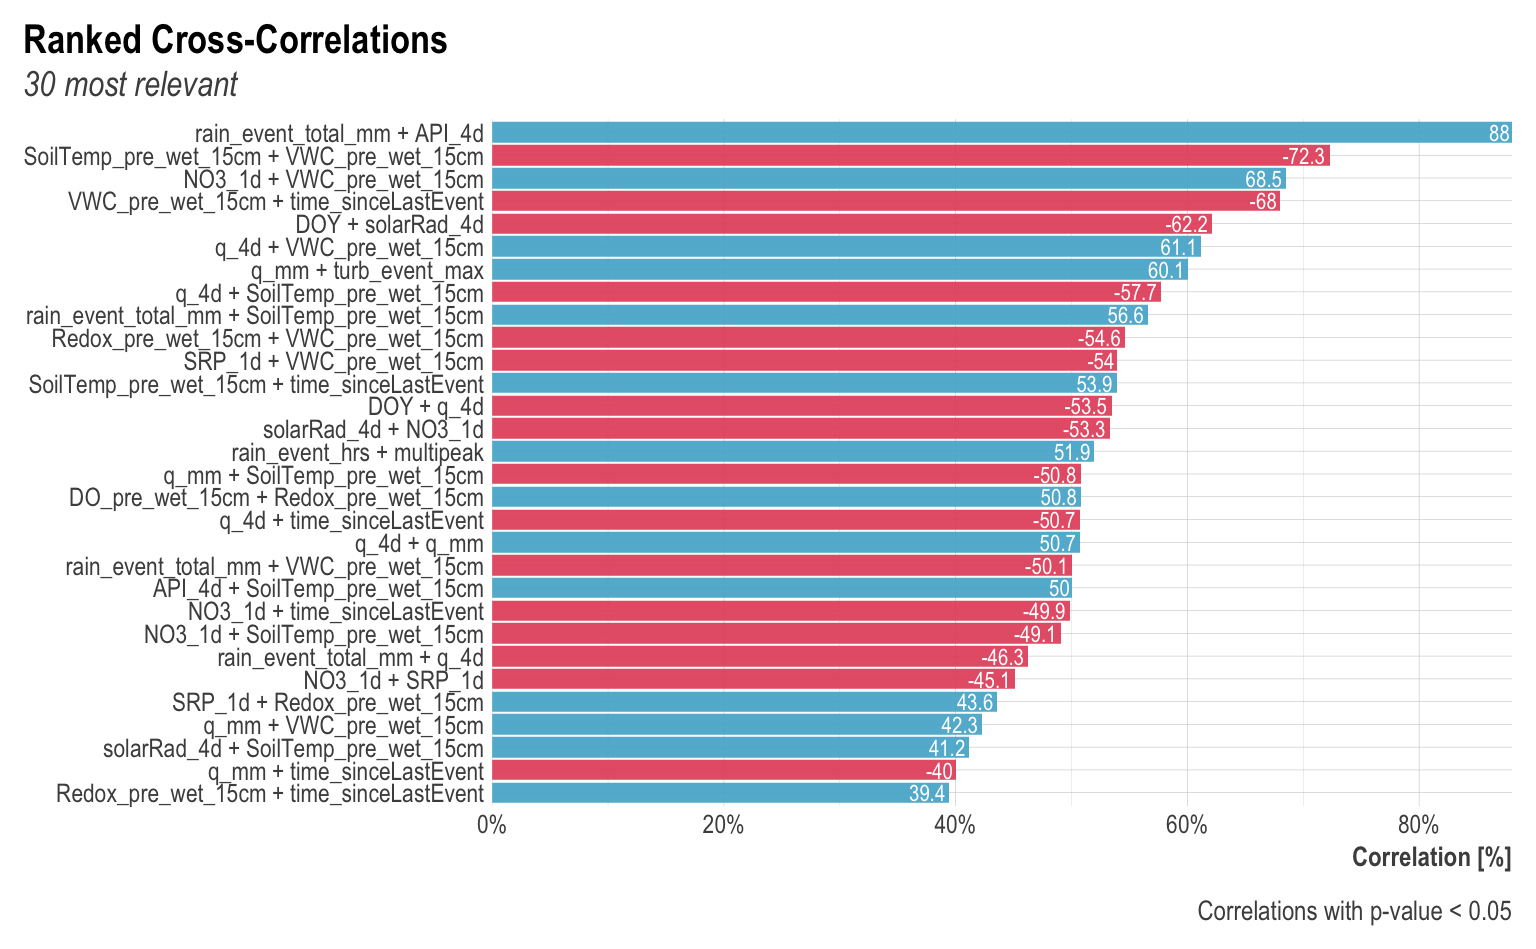 Ranked Cross-Correlations
30 most relevant
rain_event_total_mm + API_4d 88
SoilTemp_pre_wet_15cm + VWC_pre_wet_15cm -72.3
NO3_1d + VWC_pre_wet_15cm 68.5
VWC_pre_wet_15cm + time_sinceLastEvent -68
DOY + solarRad_4d -62.2
q_4d + VWC_pre_wet_15cm 61.1
q_mm + turb_event_max 60.1
q_4d + SoilTemp_pre_wet_15cm -57.7
rain_event_total_mm + SoilTemp_pre_wet_15cm 56.6
Redox_pre_wet_15cm + VWC_pre_wet_15cm -54.6
SRP_1d + VWC_pre_wet_15cm -54
SoilTemp_pre_wet_15cm + time_sinceLastEvent 53.9
DOY + q_4d -53.5
solarRad_4d + NO3_1d -53.3
rain_event_hrs + multipeak 51.9
q_mm + SoilTemp_pre_wet_15cm -50.8
DO_pre_wet_15cm + Redox_pre_wet_15cm 50.8
q_4d + time_sinceLastEvent -50.7
q_4d + q_mm 50.7
rain_event_total_mm + VWC_pre_wet_15cm -50.1
API_4d + SoilTemp_pre_wet_15cm 50
NO3_1d + time_sinceLastEvent -49.9
NO3_1d + SoilTemp_pre_wet_15cm -49.1
rain_event_total_mm + q_4d -46.3
NO3_1d + SRP_1d -45.1
SRP_1d + Redox_pre_wet_15cm 43.6
q_mm + VWC_pre_wet_15cm 42.3
solarRad_4d + SoilTemp_pre_wet_15cm 41.2
q_mm + time_sinceLastEvent -40
Redox_pre_wet_15cm + time_sinceLastEvent 39.4
0% 20% 40% 60% 80%
Correlation [%]
Correlations with p-value < 0.05